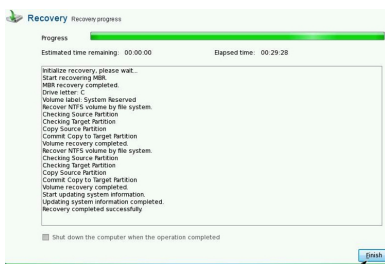 Recovery Recovery progress
Progress
Estimated time remaining: 00:00:00 Elapsed time: 00:29:28
Initialize recovery, please wait...
Start recovering MBR.
MBR recovery completed.
Drive letter: C
Volume label: System Reserved
Recover NTFS volume by file system.
Checking Source Partition
Checking Target Partition
Copy Source Partition
Commit Copy to Target Partition
Volume recovery completed.
Recover NTFS volume by file system.
Checking Source Partition
Checking Target Partition
Copy Source Partition
Commit Copy to Target Partition
Volume recovery completed.
Start updating system information.
Updating system information completed.
Recovery completed successfully.
Shut down the computer when the operation completed
Finish